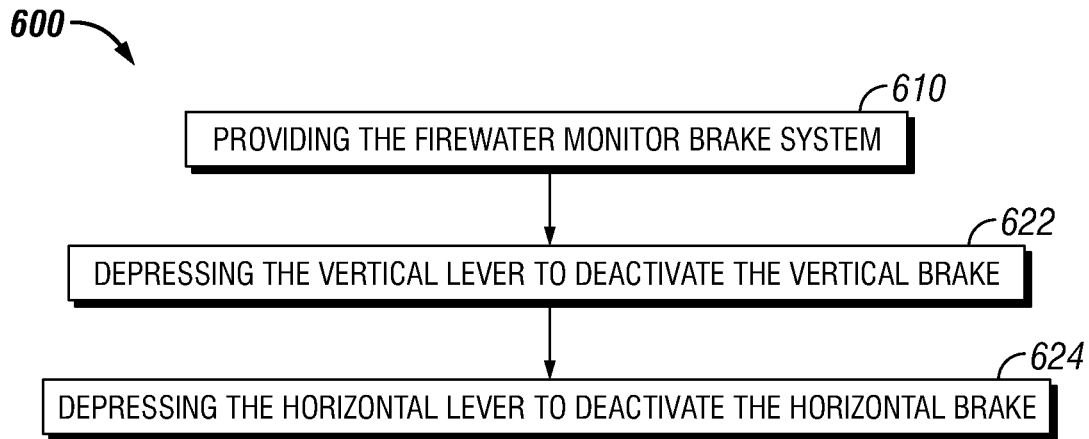 600
610
PROVIDING THE FIREWATER MONITOR BRAKE SYSTEM
622
DEPRESSING THE VERTICAL LEVER TO DEACTIVATE THE VERTICAL BRAKE
624
DEPRESSING THE HORIZONTAL LEVER TO DEACTIVATE THE HORIZONTAL BRAKE